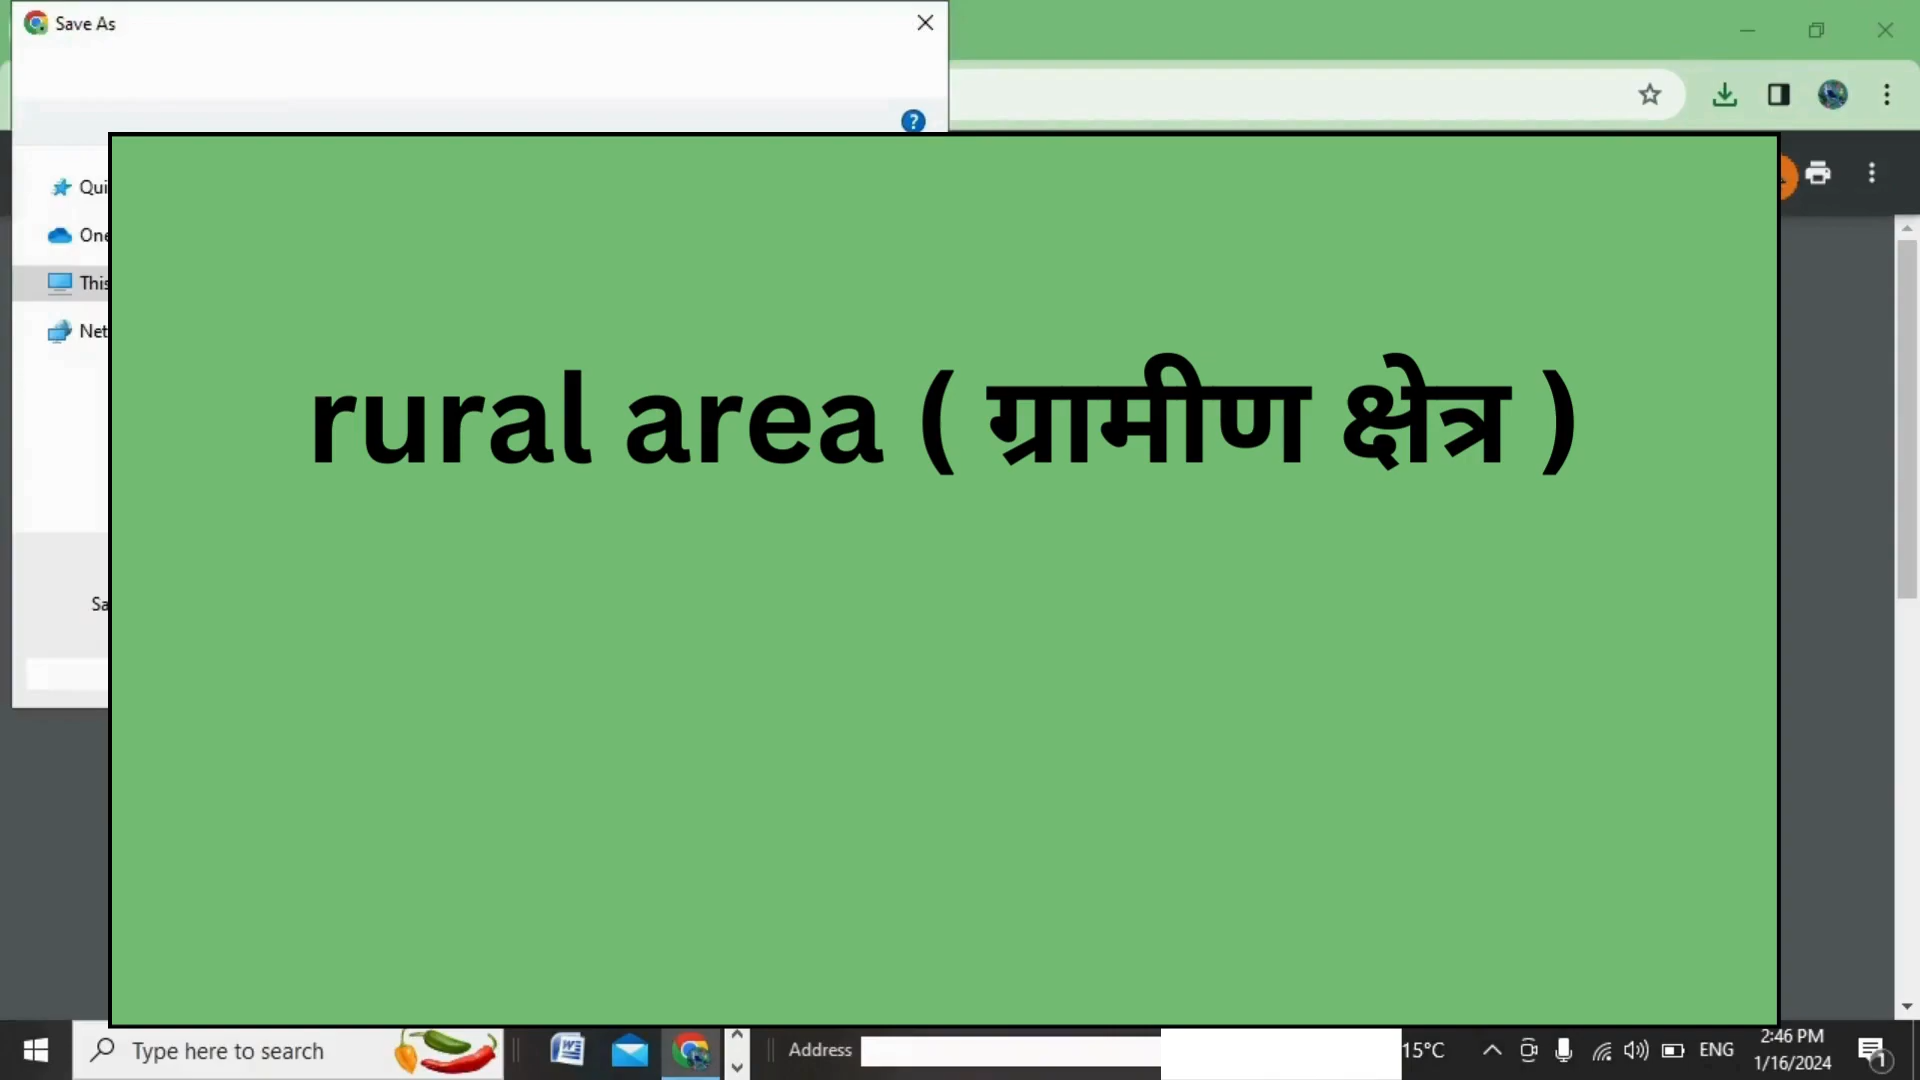 Save As
?
Qui
One
This
Net
rural area ( ग्रामीण क्षेत्र )
Sa
Type here to search
Address
15°C
ENG
2:46 PM
1/16/2024
1